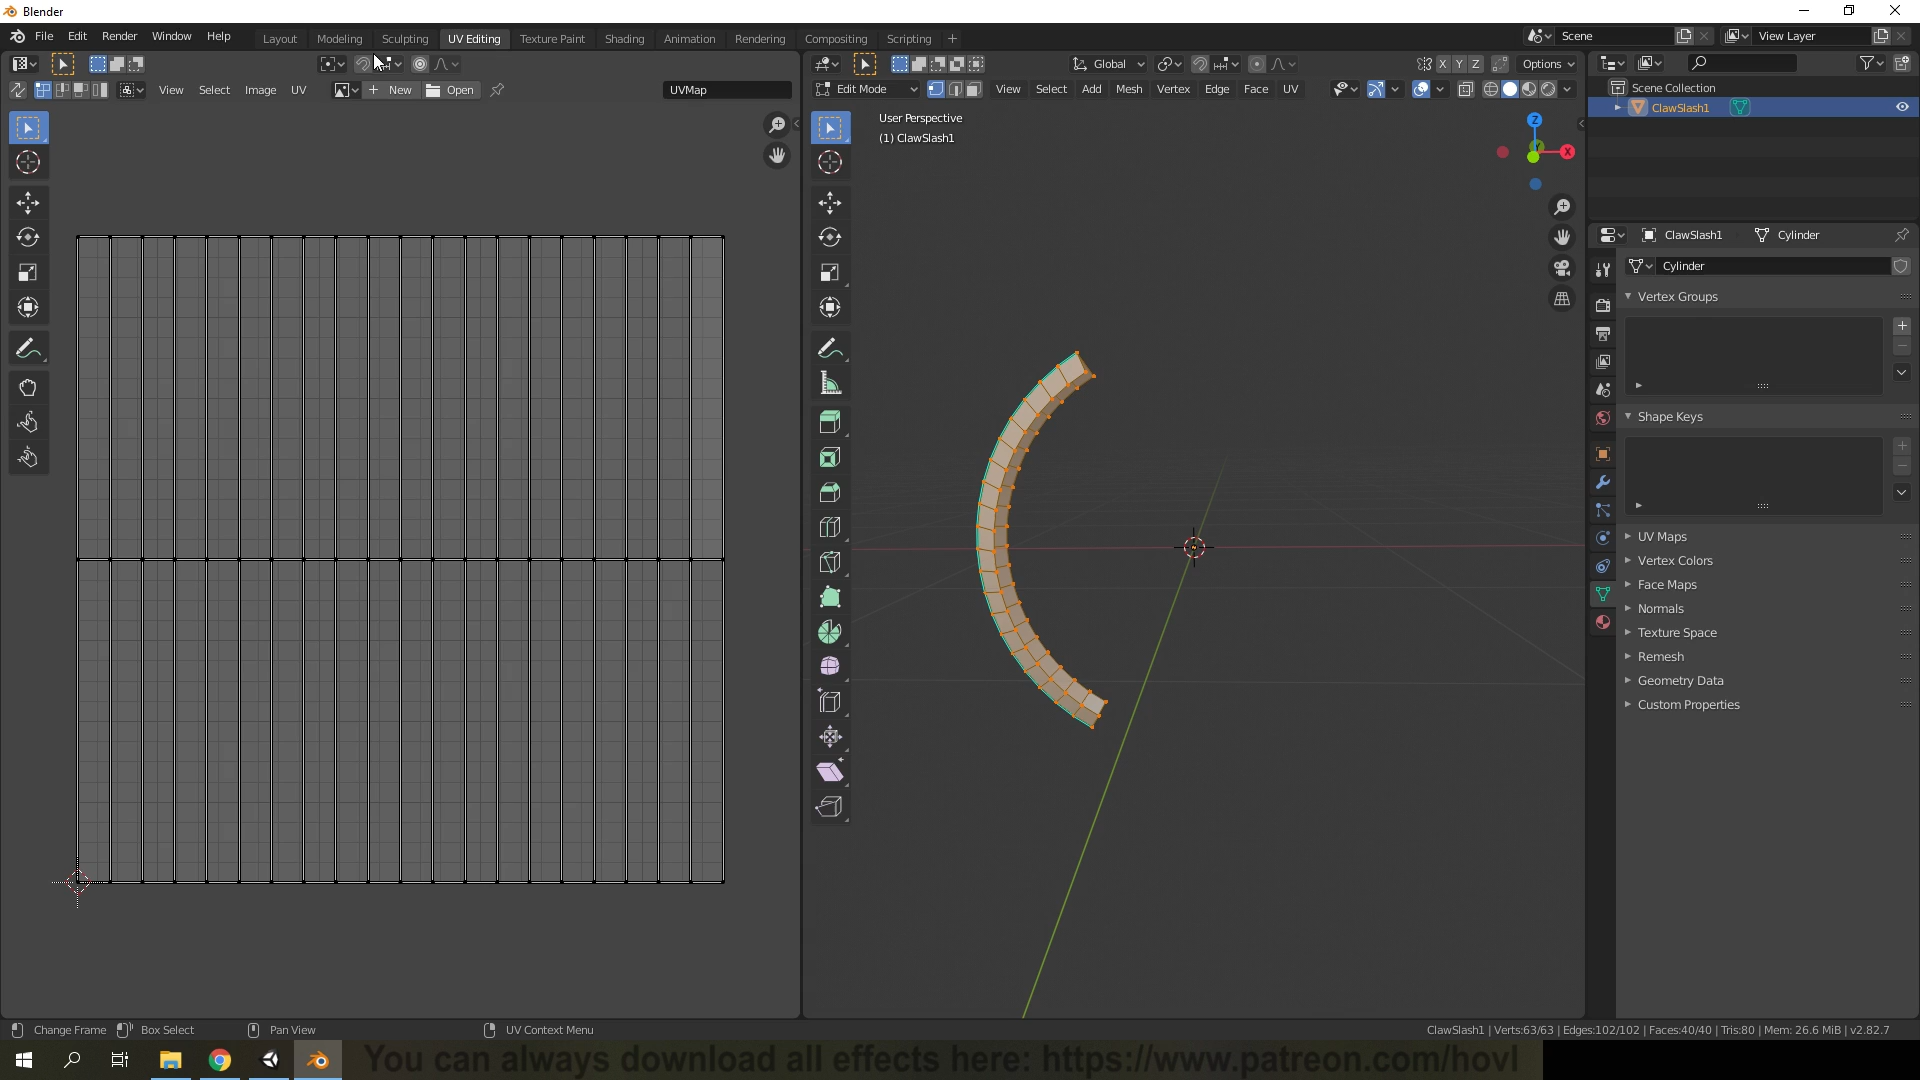 Blender
File Edit Render Window Help Layout Modeling Sculpting UV Editing Texture Paint Shading Animation Rendering Compositing Scripting + Scene View Layer
Global X Y Z Options
View Select Image UV + New Open UVMap Edit Mode View Select Add Mesh Vertex Edge Face UV
Scene Collection
ClawSlash1
User Perspective
(1) ClawSlash1
Z
X
ClawSlash1 Cylinder
Cylinder
Vertex Groups
Shape Keys
UV Maps
Vertex Colors
Face Maps
Normals
Texture Space
Remesh
Geometry Data
Custom Properties
Change Frame Box Select Pan View UV Context Menu ClawSlash1 | Verts:63/63 | Edges:102/102 | Faces:40/40 | Tris:80 | Mem: 26.6 MiB | v2.82.7
You can always download all effects here: https://www.patreon.com/hovl